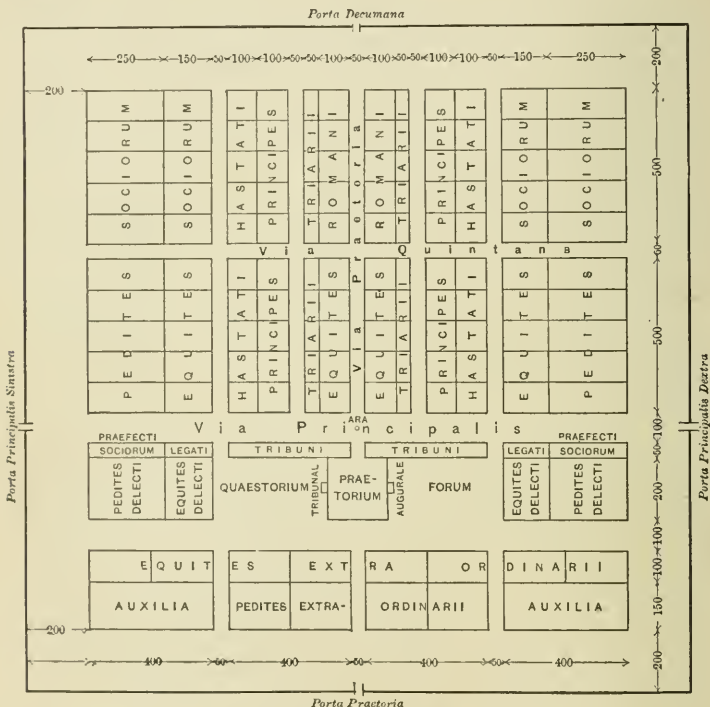 Porta Decumana
250 150 50 100 100 50 50 100 50 100 50 50 100 100 50 150 250
200
200
SOCIORUM SOCIORUM HASTATI PRINCIPES TRIARII ROMANI ROMANI TRIARII PRINCIPES HASTATI SOCIORUM SOCIORUM
500
Via Praetoria
Via Quintana
60
PEDITES EQUITES HASTATI PRINCIPES TRIARII EQUITES EQUITES TRIARII PRINCIPES HASTATI EQUITES PEDITES
500
Porta Principalis Sinistra
Porta Principalis Dextra
ARA
Via Principalis
100
PRAEFECTI PRAEFECTI
SOCIORUM LEGATI TRIBUNI TRIBUNI LEGATI SOCIORUM
50
PEDITES DELECTI EQUITES DELECTI QUAESTORIUM TRIBUNAL PRAE-
TORIUM AUGURALE FORUM EQUITES DELECTI PEDITES DELECTI
200
100
EQUITES EXTRA ORDINARII
100
AUXILIA PEDITES EXTRA- ORDINARII AUXILIA
150
200
400 50 400 50 400 50 400
200
Porta Praetoria